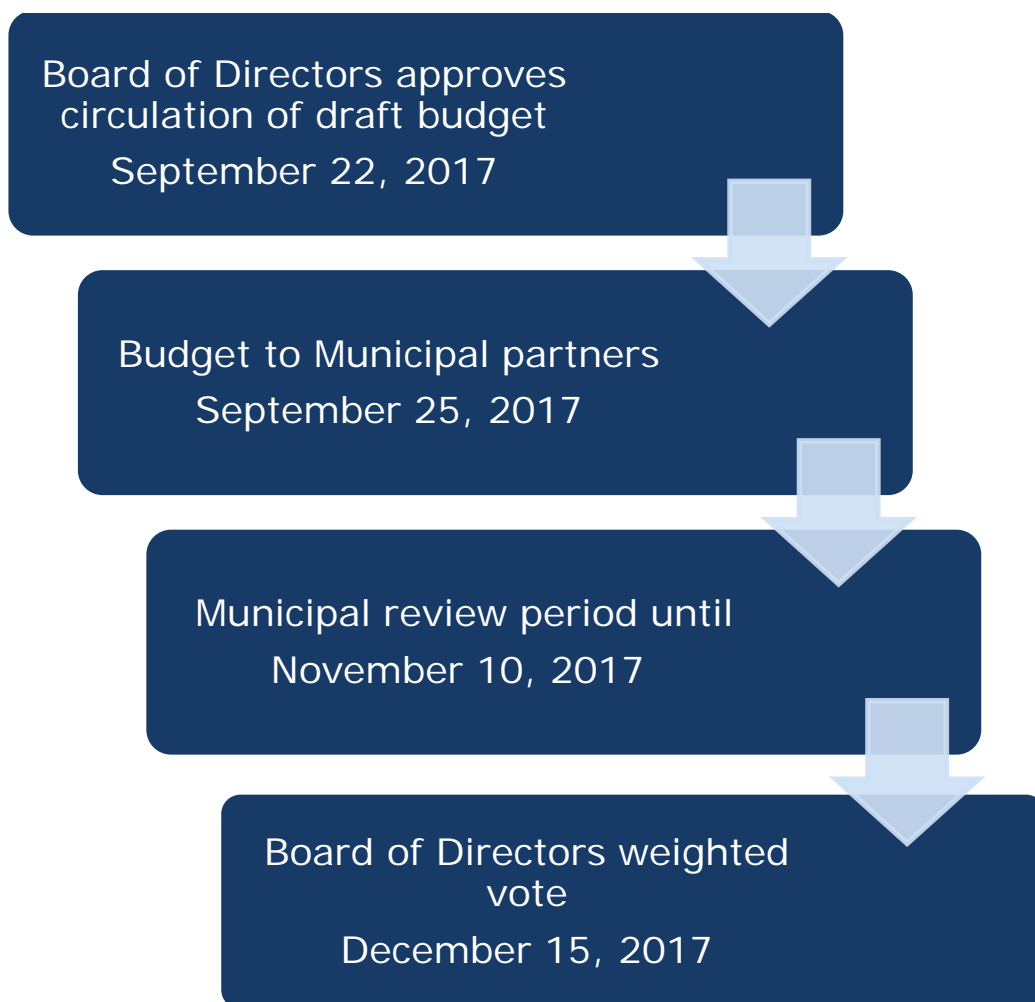 Board of Directors approves
circulation of draft budget
September 22, 2017
Budget to Municipal partners
September 25, 2017
Municipal review period until
November 10, 2017
Board of Directors weighted
vote
December 15, 2017